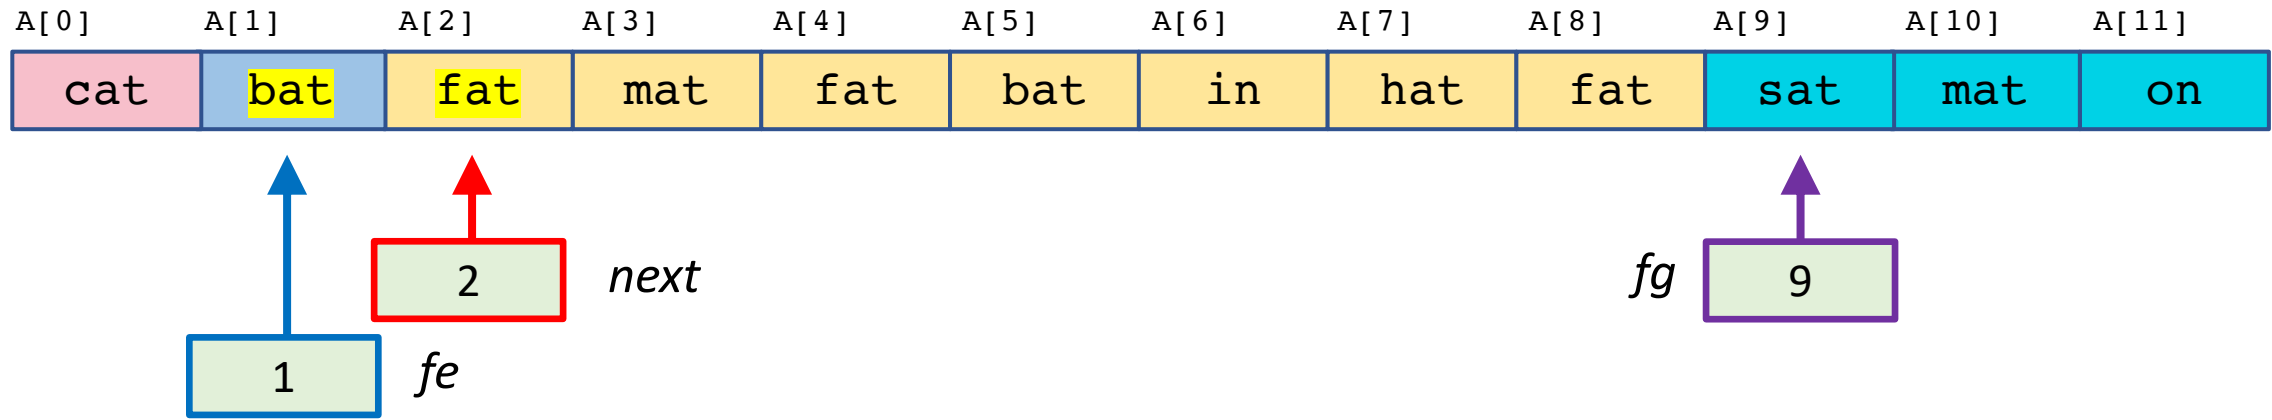 A[0] A[1] A[2] A[3] A[4] A[5] A[6] A[7] A[8] A[9] A[10] A[11]
cat bat fat mat fat bat in hat fat sat mat on
2 next fg 9
1 fe